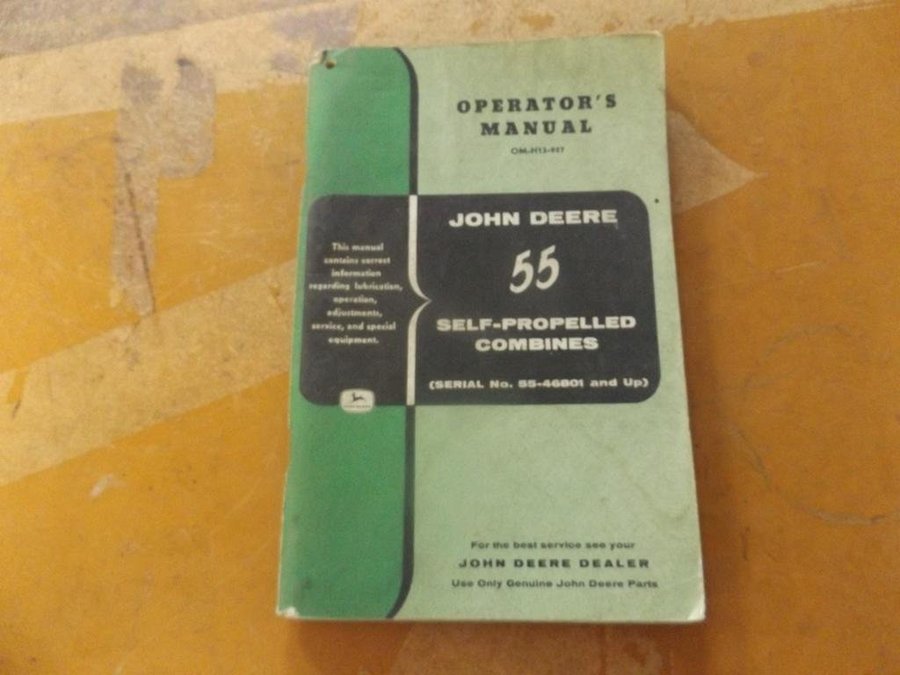 OPERATOR'S
MANUAL
JOHN DEERE
55
SELF-PROPELLED
COMBINES
(SERIAL No. 55-46801 and Up)
This manual
contains correct
information
regarding lubrication,
operation,
adjustments,
service, and special
equipment.
For the best service see your
JOHN DEERE DEALER
Use Only Genuine John Deere Parts